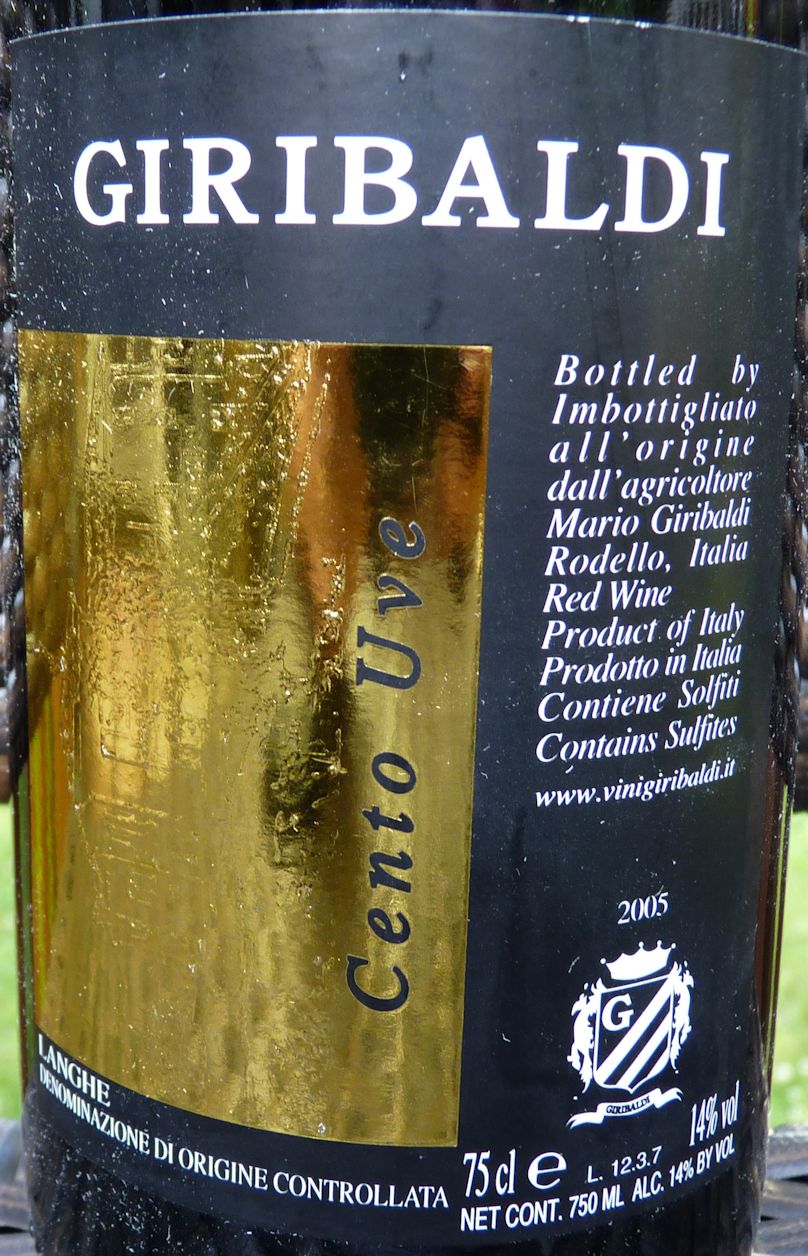 GIRIBALDI
Bottled by
Imbottigliato
all'origine
dall'agricoltore
Mario Giribaldi
Rodello, Italia
Red Wine
Product of Italy
Prodotto in Italia
Contiene Solfiti
Contains Sulfites
www.vinigiribaldi.it
Cento Uve
2005
G
GIRIBALDI
LANGHE
DENOMINAZIONE DI ORIGINE CONTROLLATA
75 cl e L. 12.3.7 14% vol
NET CONT. 750 ML ALC. 14% BY VOL